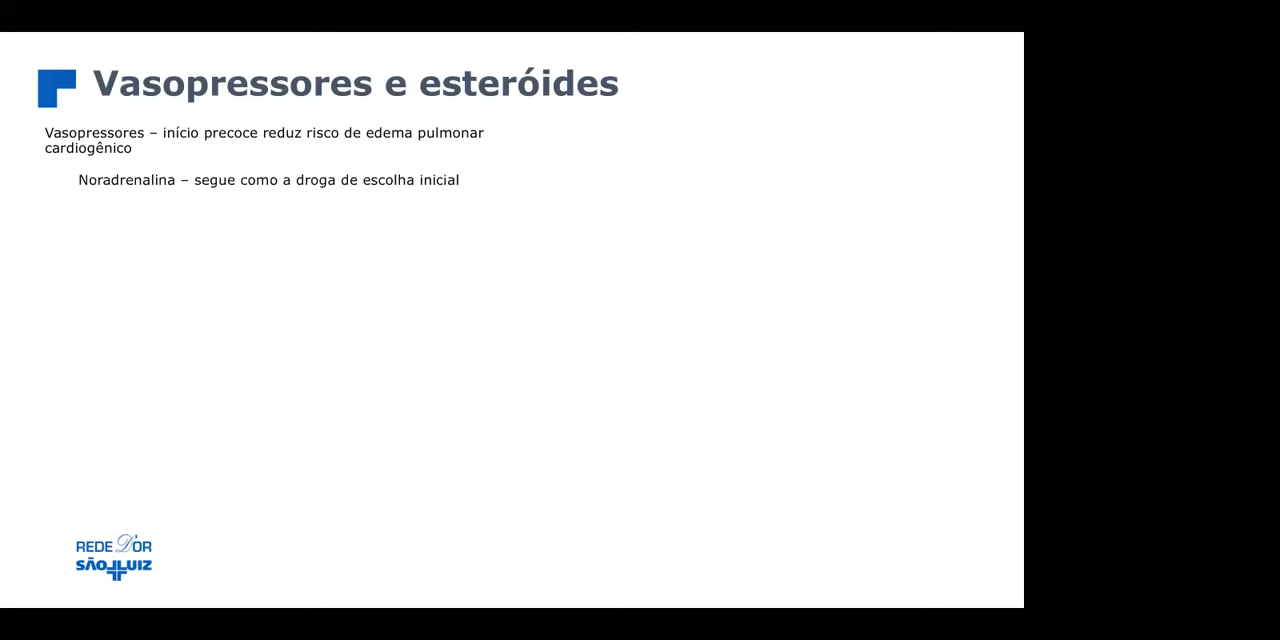 Vasopressores e esteróides
Vasopressores – início precoce reduz risco de edema pulmonar
cardiogênico
Noradrenalina – segue como a droga de escolha inicial
REDE D'OR
SÃO LUIZ